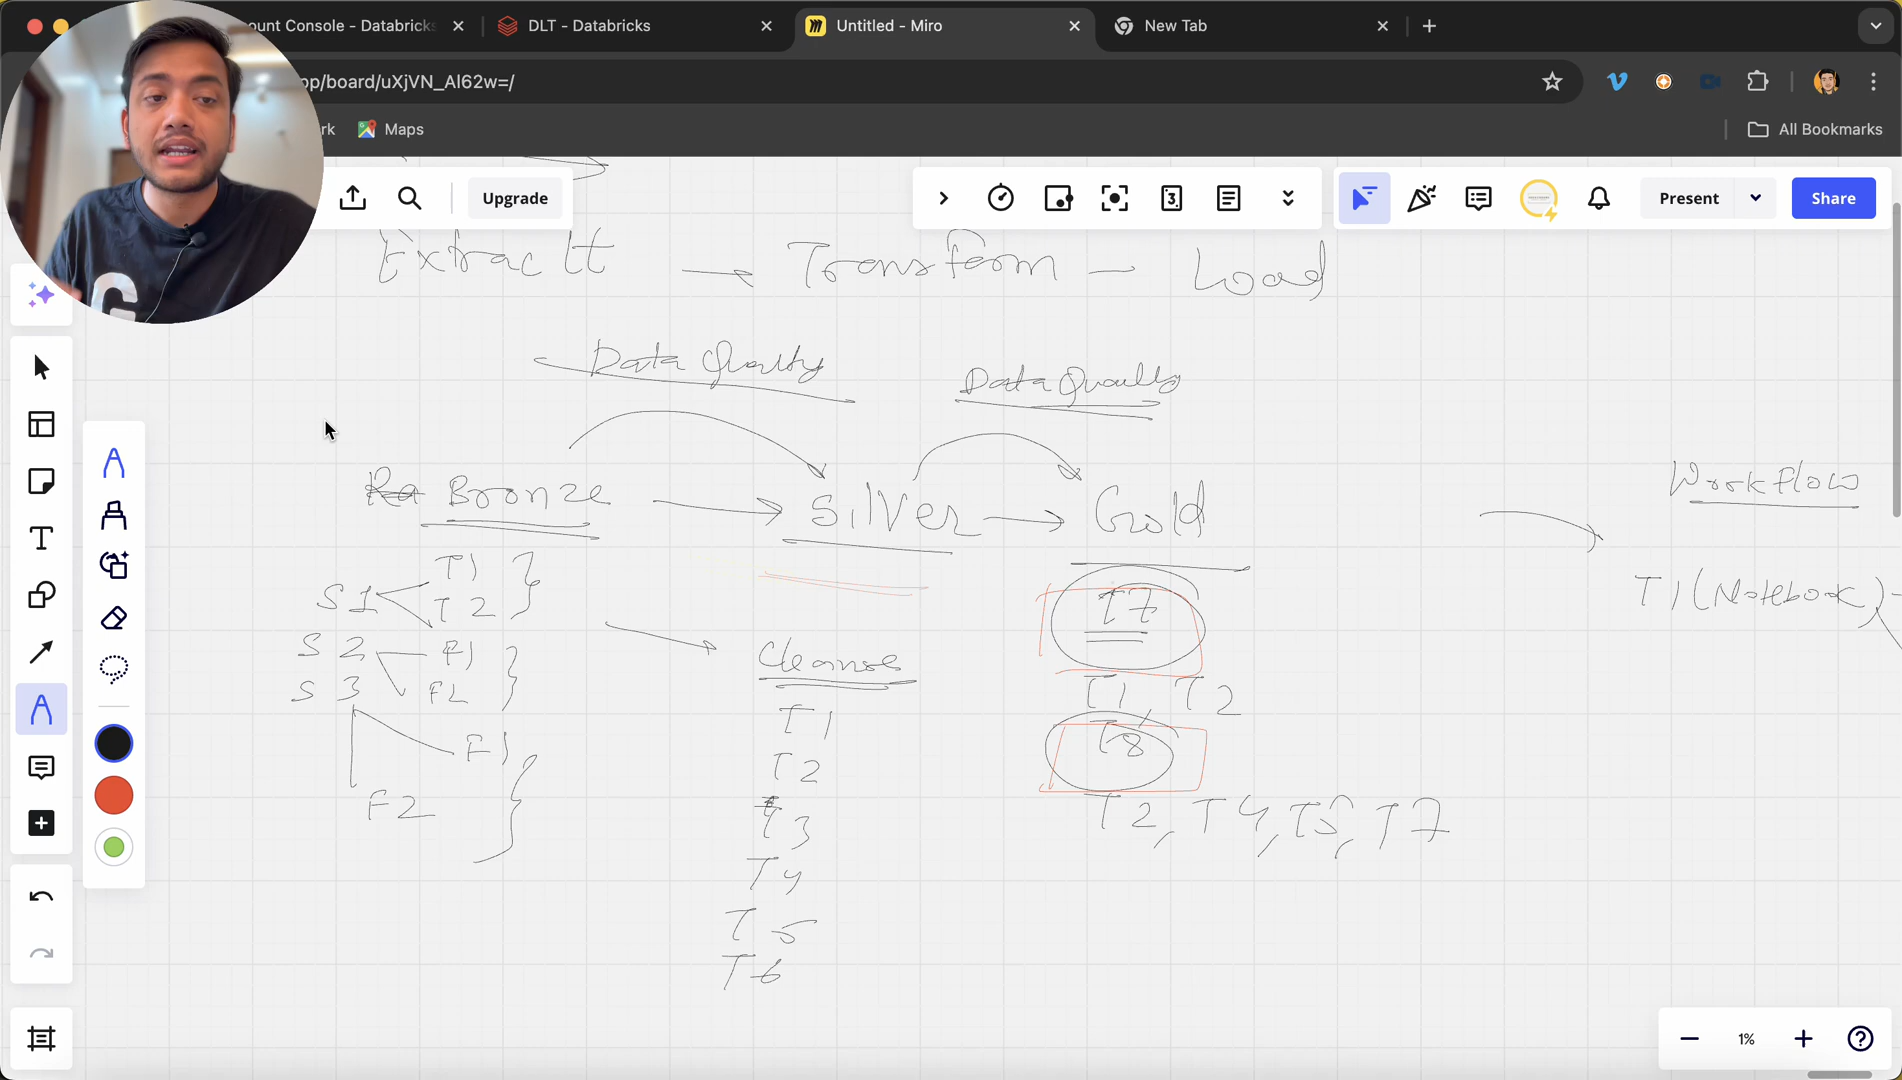 ount Console - Databricks
DLT - Databricks
Untitled - Miro
New Tab
pp/board/uXjVN_Al62w=/
rk
Maps
All Bookmarks
Upgrade
3
Present
Share
Extract → Transform — Load
Data Quality
Data Quality
Bronze → Silver → Gold
Workflow
T1
T7
S1
T2
T1 (Notebook)-
S2
F1
Cleanse
S3
F2
T1, T2
T1
F1
T8
T2
F2
T3
T2, T4, T5, T7
T4
T5
T6
1%